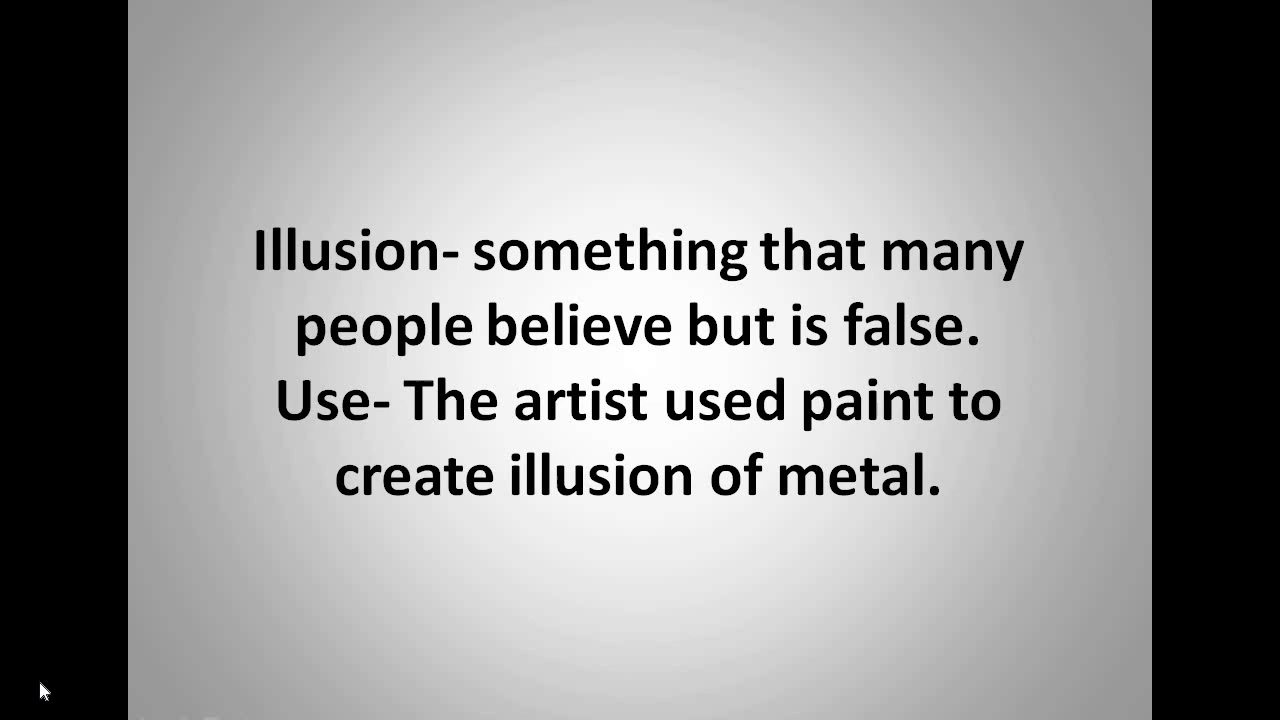 Illusion- something that many
people believe but is false.
Use- The artist used paint to
create illusion of metal.